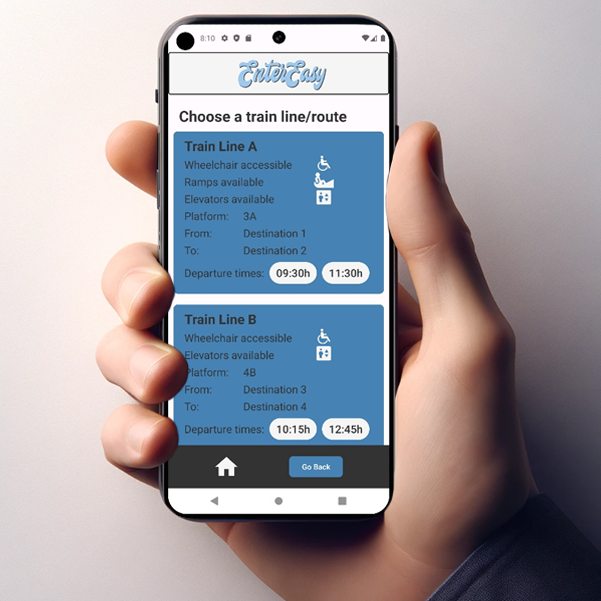 8:10
EnterEasy
Choose a train line/route
Train Line A
Wheelchair accessible
Ramps available
Elevators available
Platform: 3A
From: Destination 1
To: Destination 2
Departure times: 09:30h 11:30h
Train Line B
Wheelchair accessible
Elevators available
Platform: 4B
From: Destination 3
To: Destination 4
Departure times: 10:15h 12:45h
Go Back